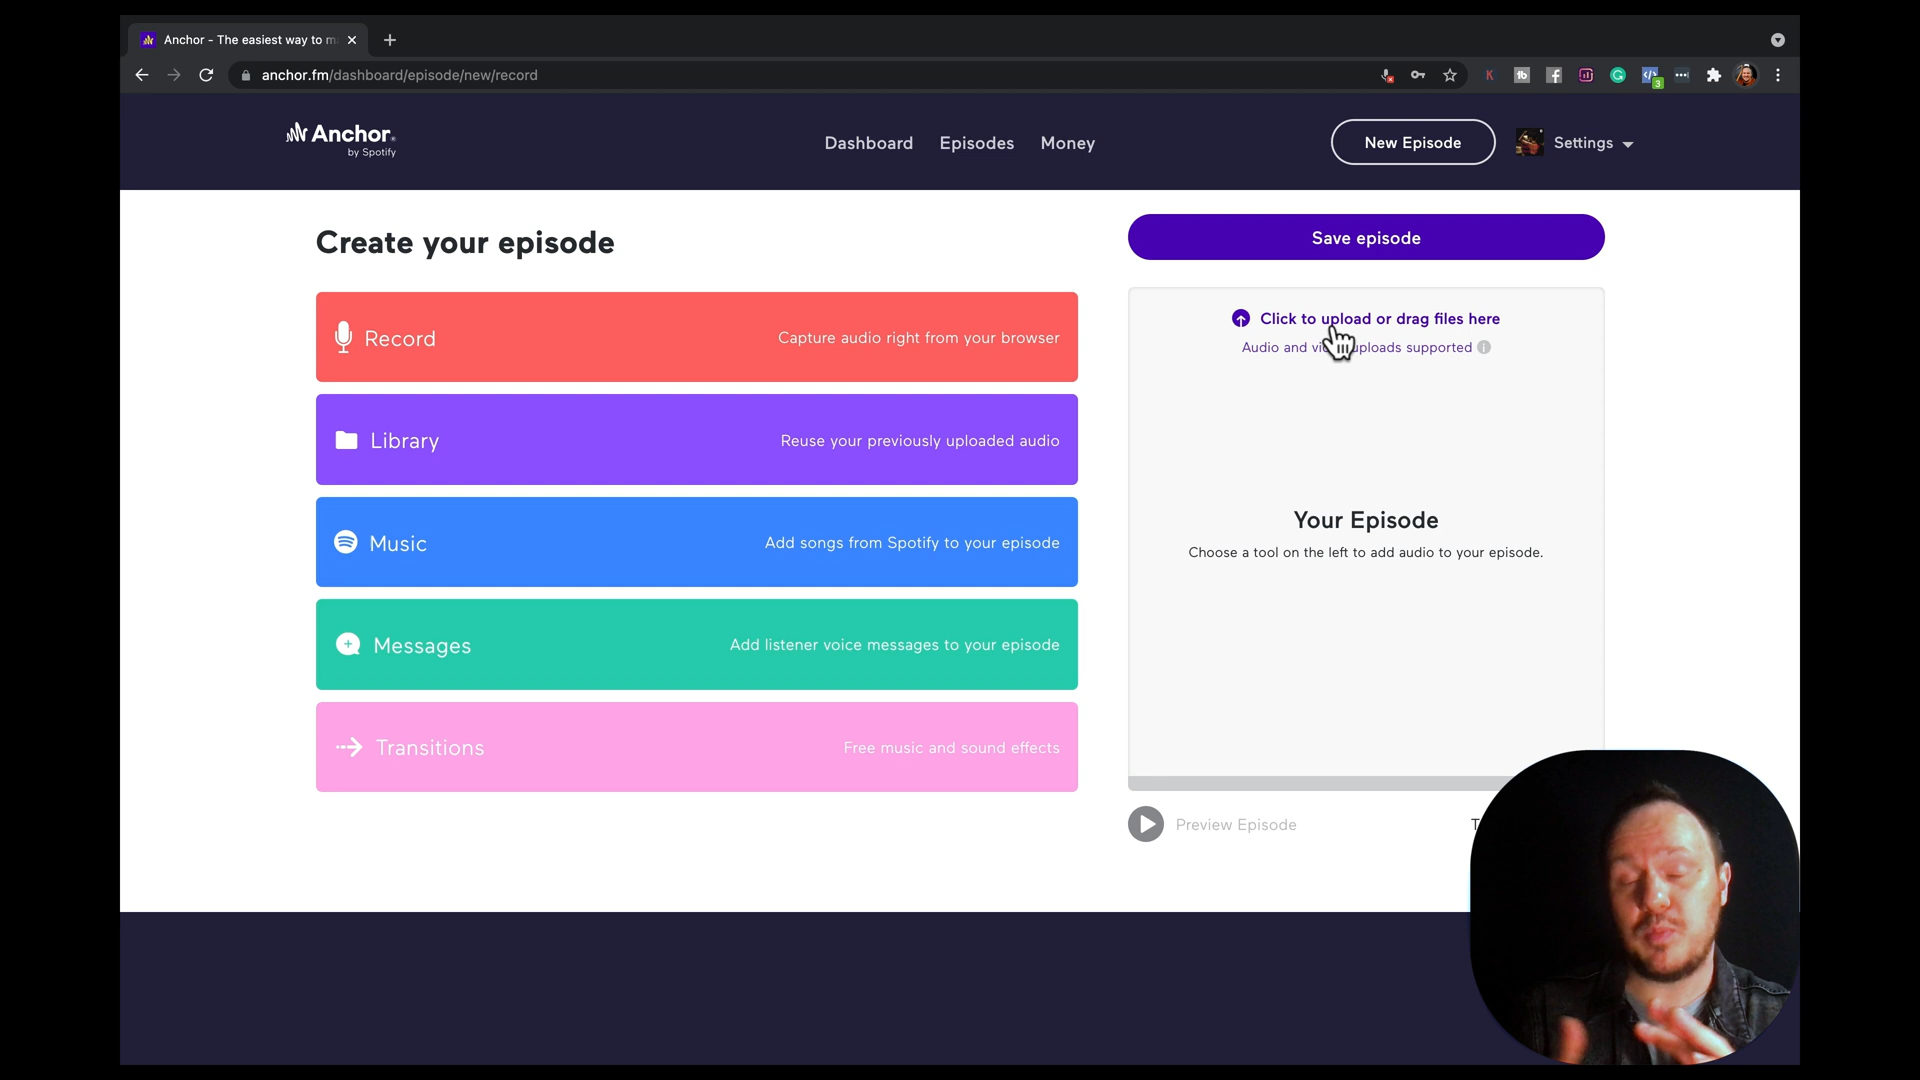 Anchor - The easiest way to m
anchor.fm/dashboard/episode/new/record
K
tb
3
Anchor
by Spotify
Dashboard
Episodes
Money
New Episode
Settings
Create your episode
Save episode
Record
Capture audio right from your browser
Click to upload or drag files here
Audio and vi uploads supported
Library
Reuse your previously uploaded audio
Music
Add songs from Spotify to your episode
Your Episode
Choose a tool on the left to add audio to your episode.
Messages
Add listener voice messages to your episode
Transitions
Free music and sound effects
Preview Episode
T